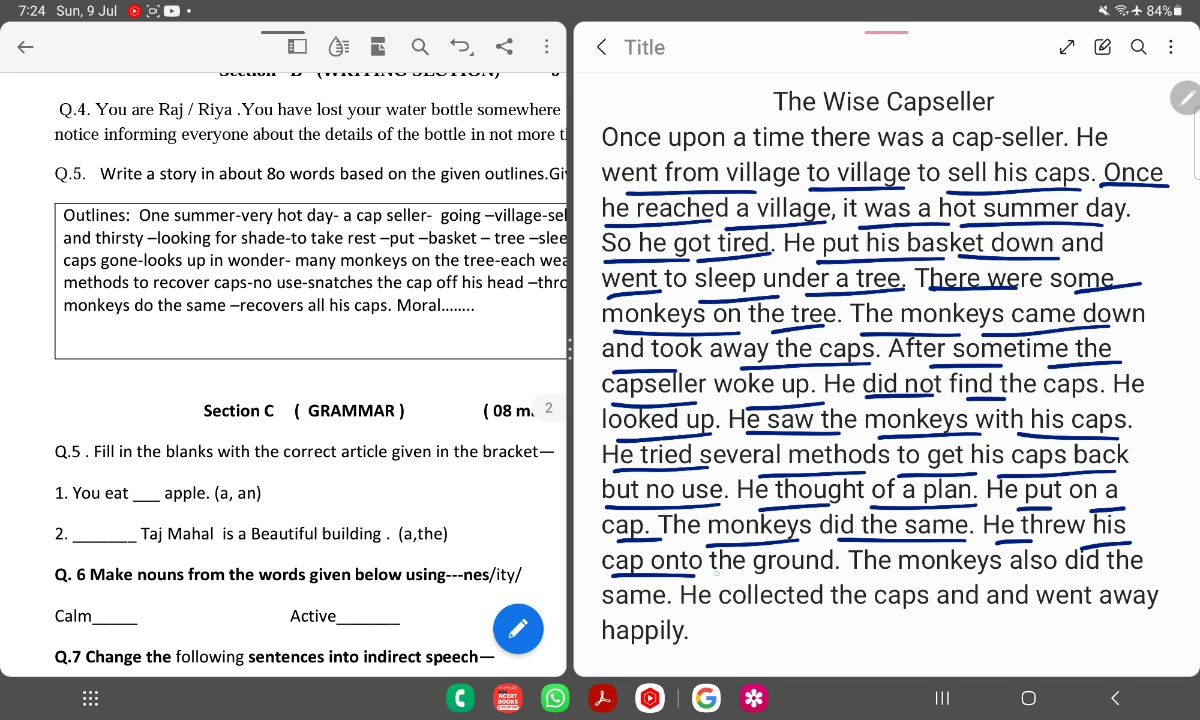 7:24 Sun, 9 Jul
84%
Section B (WRITING SECTION)
Q.4. You are Raj / Riya .You have lost your water bottle somewhere
notice informing everyone about the details of the bottle in not more
Q.5. Write a story in about 8o words based on the given outlines.
Outlines: One summer-very hot day- a cap seller- going –village-
and thirsty –looking for shade-to take rest –put –basket – tree –
caps gone-looks up in wonder- many monkeys on the tree-each
methods to recover caps-no use-snatches the cap off his head –
monkeys do the same –recovers all his caps. Moral........
Section C ( GRAMMAR ) ( 08
2
Q.5 . Fill in the blanks with the correct article given in the bracket—
1. You eat ___ apple. (a, an)
2. _______ Taj Mahal is a Beautiful building . (a,the)
Q. 6 Make nouns from the words given below using---nes/ity/
Calm_____ Active_______
Q.7 Change the following sentences into indirect speech—
Title
The Wise Capseller
Once upon a time there was a cap-seller. He
went from village to village to sell his caps. Once
he reached a village, it was a hot summer day.
So he got tired. He put his basket down and
went to sleep under a tree. There were some
monkeys on the tree. The monkeys came down
and took away the caps. After sometime the
capseller woke up. He did not find the caps. He
looked up. He saw the monkeys with his caps.
He tried several methods to get his caps back
but no use. He thought of a plan. He put on a
cap. The monkeys did the same. He threw his
cap onto the ground. The monkeys also did the
same. He collected the caps and and went away
happily.
NCERT
BOOKS